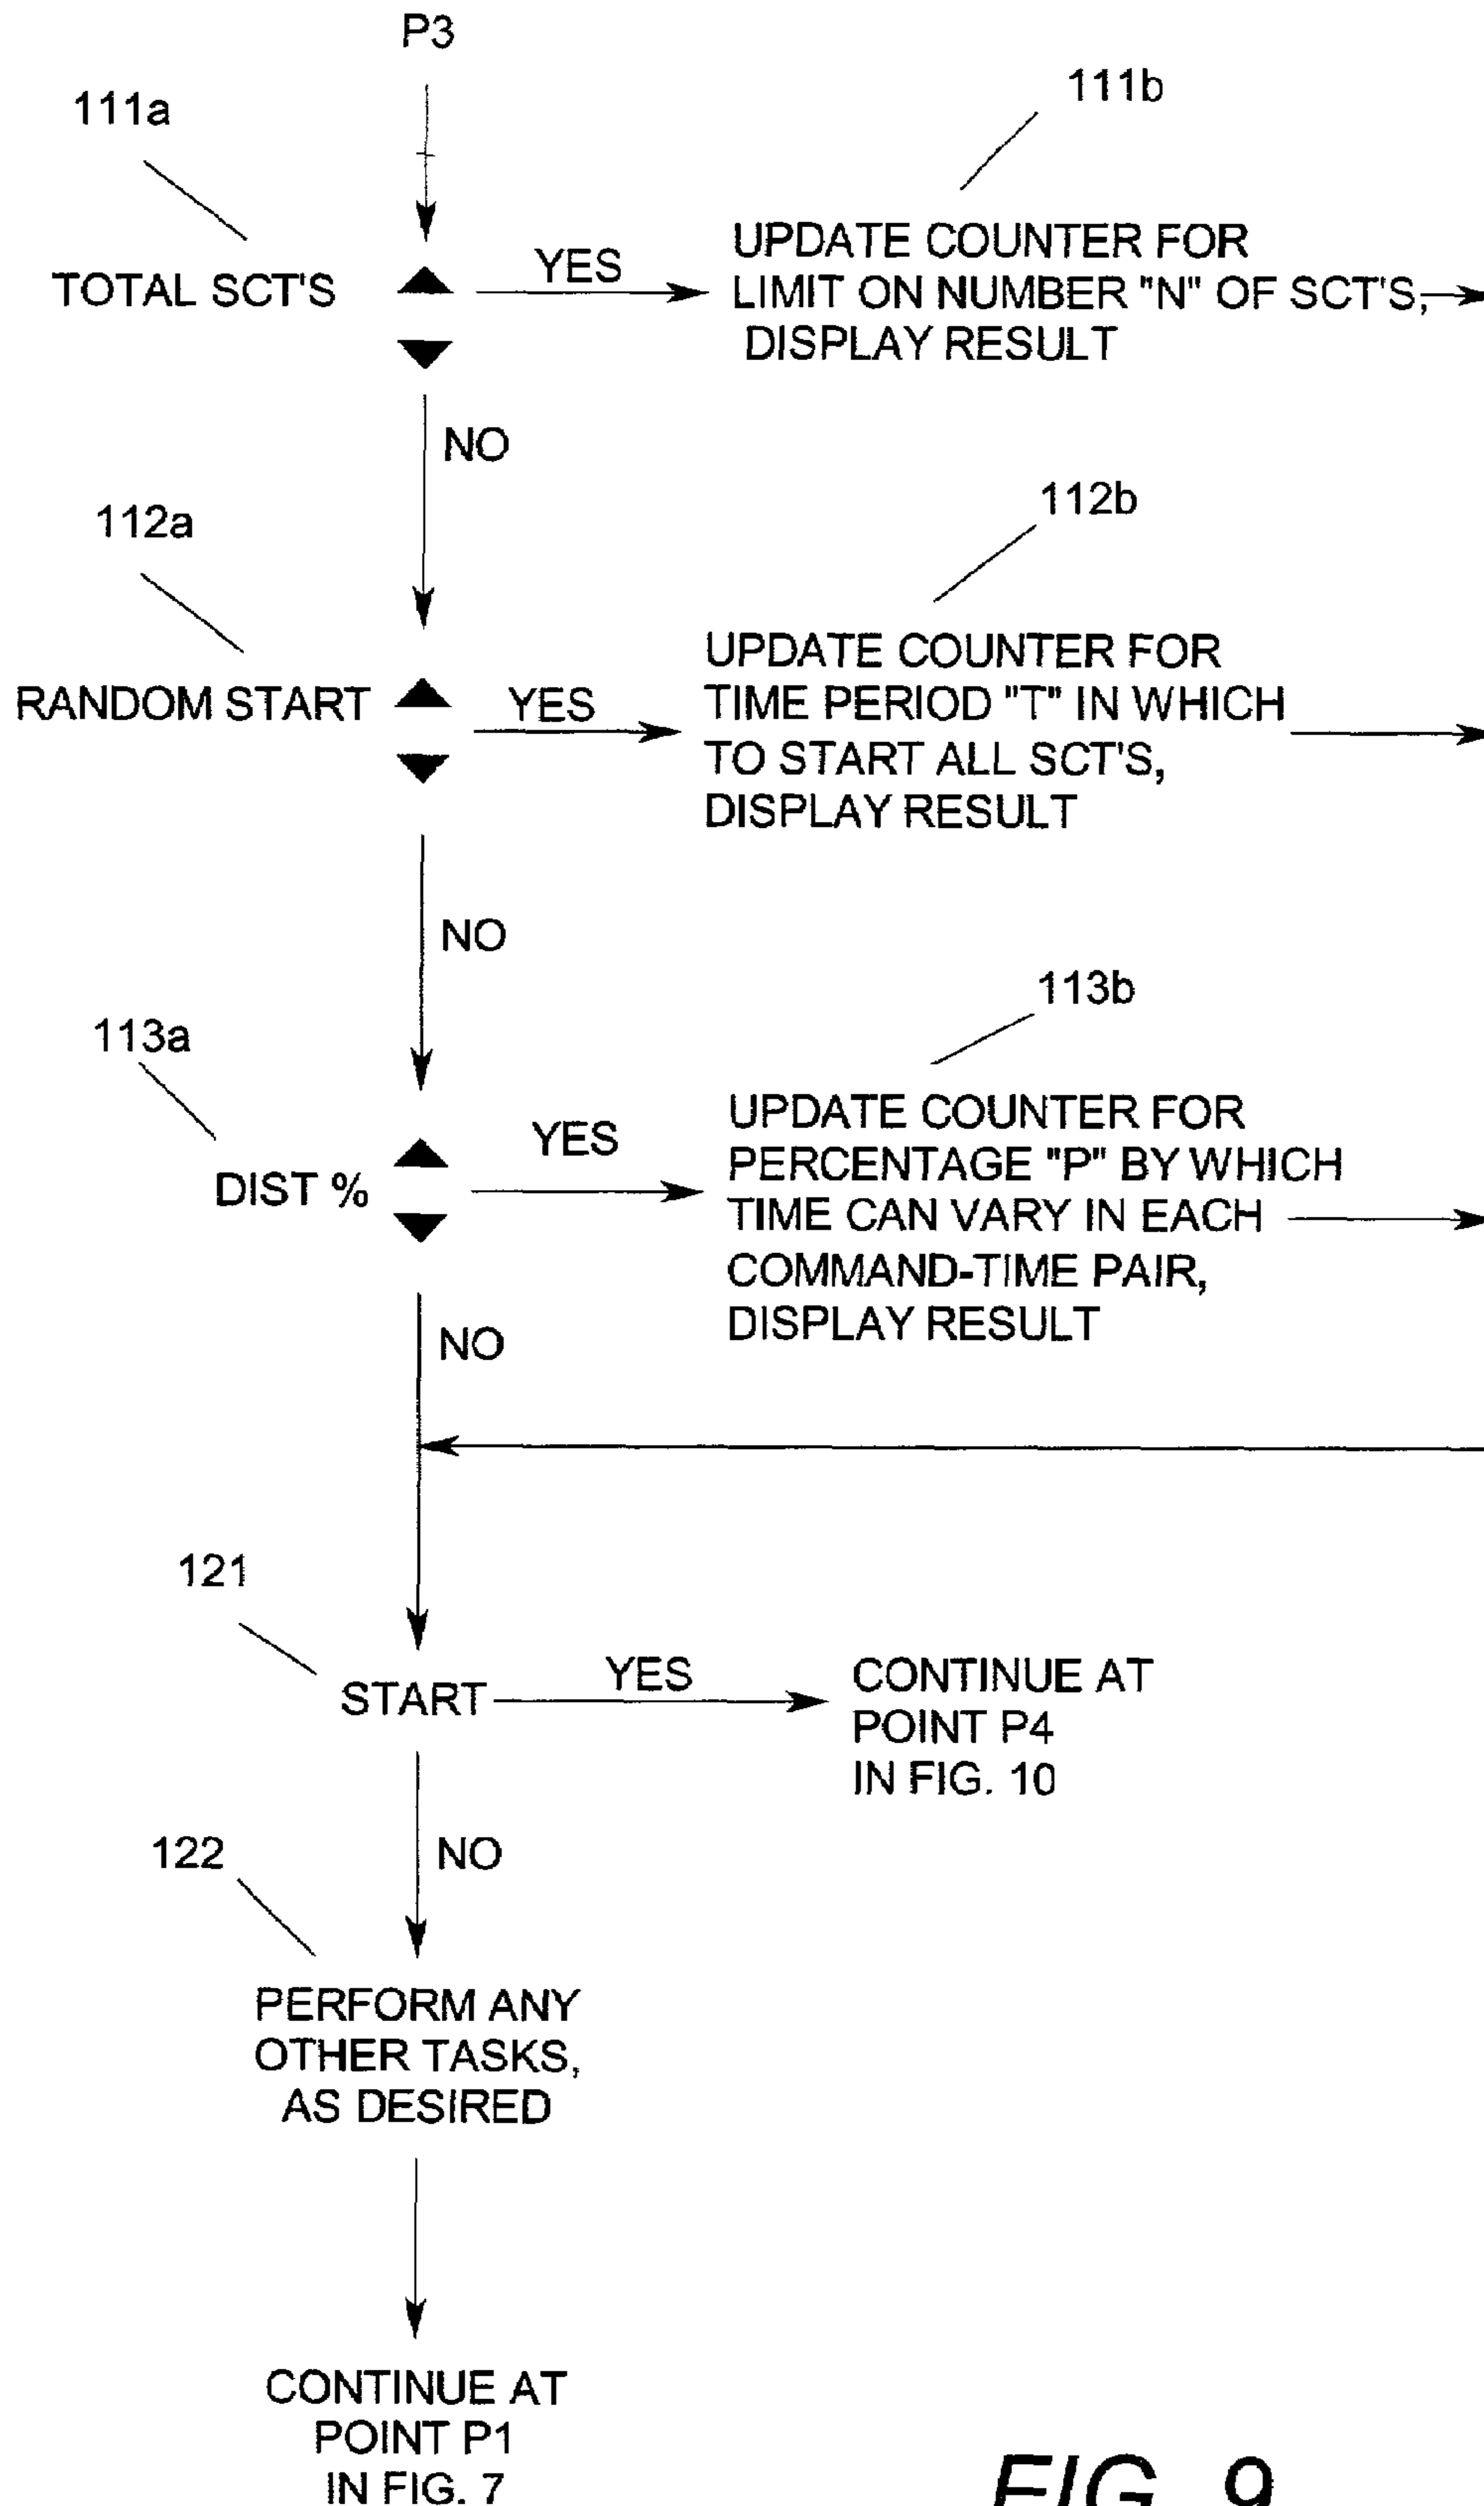 P3
111a
111b
TOTAL SCT'S
YES
UPDATE COUNTER FOR
LIMIT ON NUMBER "N" OF SCT'S,
DISPLAY RESULT
NO
112a
112b
RANDOM START
YES
UPDATE COUNTER FOR
TIME PERIOD "T" IN WHICH
TO START ALL SCT'S,
DISPLAY RESULT
NO
113a
113b
DIST %
YES
UPDATE COUNTER FOR
PERCENTAGE "P" BY WHICH
TIME CAN VARY IN EACH
COMMAND-TIME PAIR,
DISPLAY RESULT
NO
121
START
YES
CONTINUE AT
POINT P4
IN FIG. 10
NO
122
PERFORM ANY
OTHER TASKS,
AS DESIRED
CONTINUE AT
POINT P1
IN FIG. 7
FIG. 9